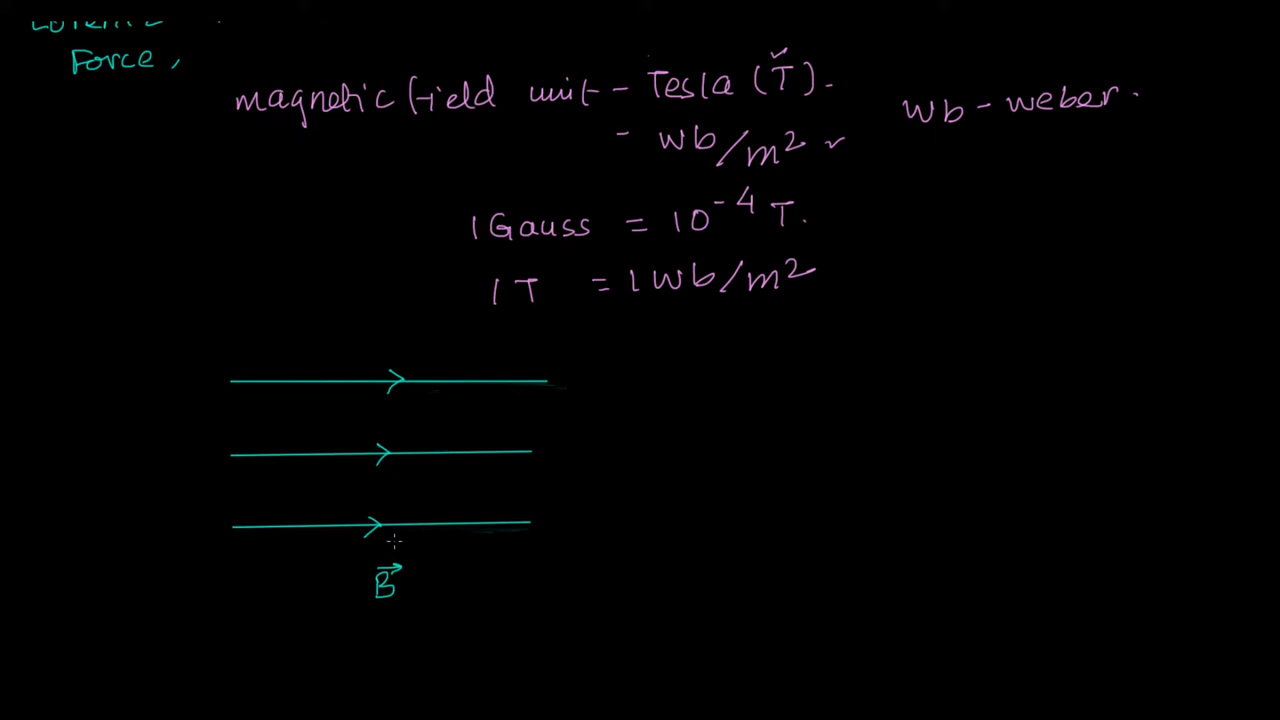 Force,
magnetic field unit - Tesla (T).
- wb/m²
wb - weber.
1 Gauss = 10⁻⁴ T.
1 T = 1 wb/m²
B⃗